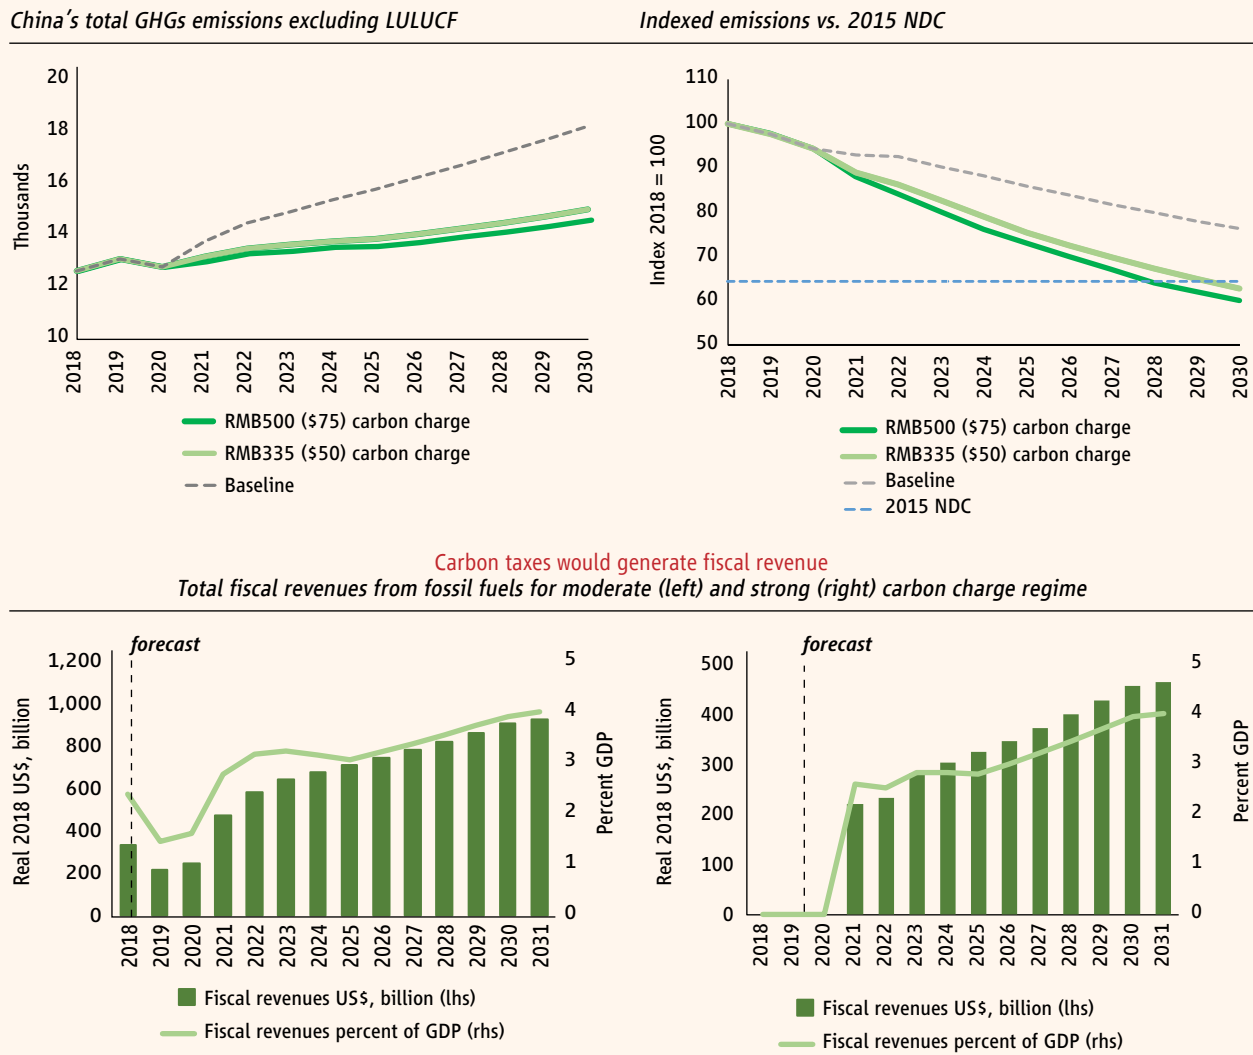 China's total GHGs emissions excluding LULUCF
Thousands
20
18
16
14
12
10
2018 2019 2020 2021 2022 2023 2024 2025 2026 2027 2028 2029 2030
RMB500 ($75) carbon charge
RMB335 ($50) carbon charge
Baseline
Indexed emissions vs. 2015 NDC
Index 2018 = 100
110
100
90
80
70
60
50
2018 2019 2020 2021 2022 2023 2024 2025 2026 2027 2028 2029 2030
RMB500 ($75) carbon charge
RMB335 ($50) carbon charge
Baseline
2015 NDC
Carbon taxes would generate fiscal revenue
Total fiscal revenues from fossil fuels for moderate (left) and strong (right) carbon charge regime
forecast
Real 2018 US$, billion
1,200
1,000
800
600
400
200
0
5
4
3
2
1
0
Percent GDP
2018 2019 2020 2021 2022 2023 2024 2025 2026 2027 2028 2029 2030 2031
Fiscal revenues US$, billion (lhs)
Fiscal revenues percent of GDP (rhs)
forecast
Real 2018 US$, billion
500
400
300
200
100
0
5
4
3
2
1
0
Percent GDP
2018 2019 2020 2021 2022 2023 2024 2025 2026 2027 2028 2029 2030 2031
Fiscal revenues US$, billion (lhs)
Fiscal revenues percent of GDP (rhs)